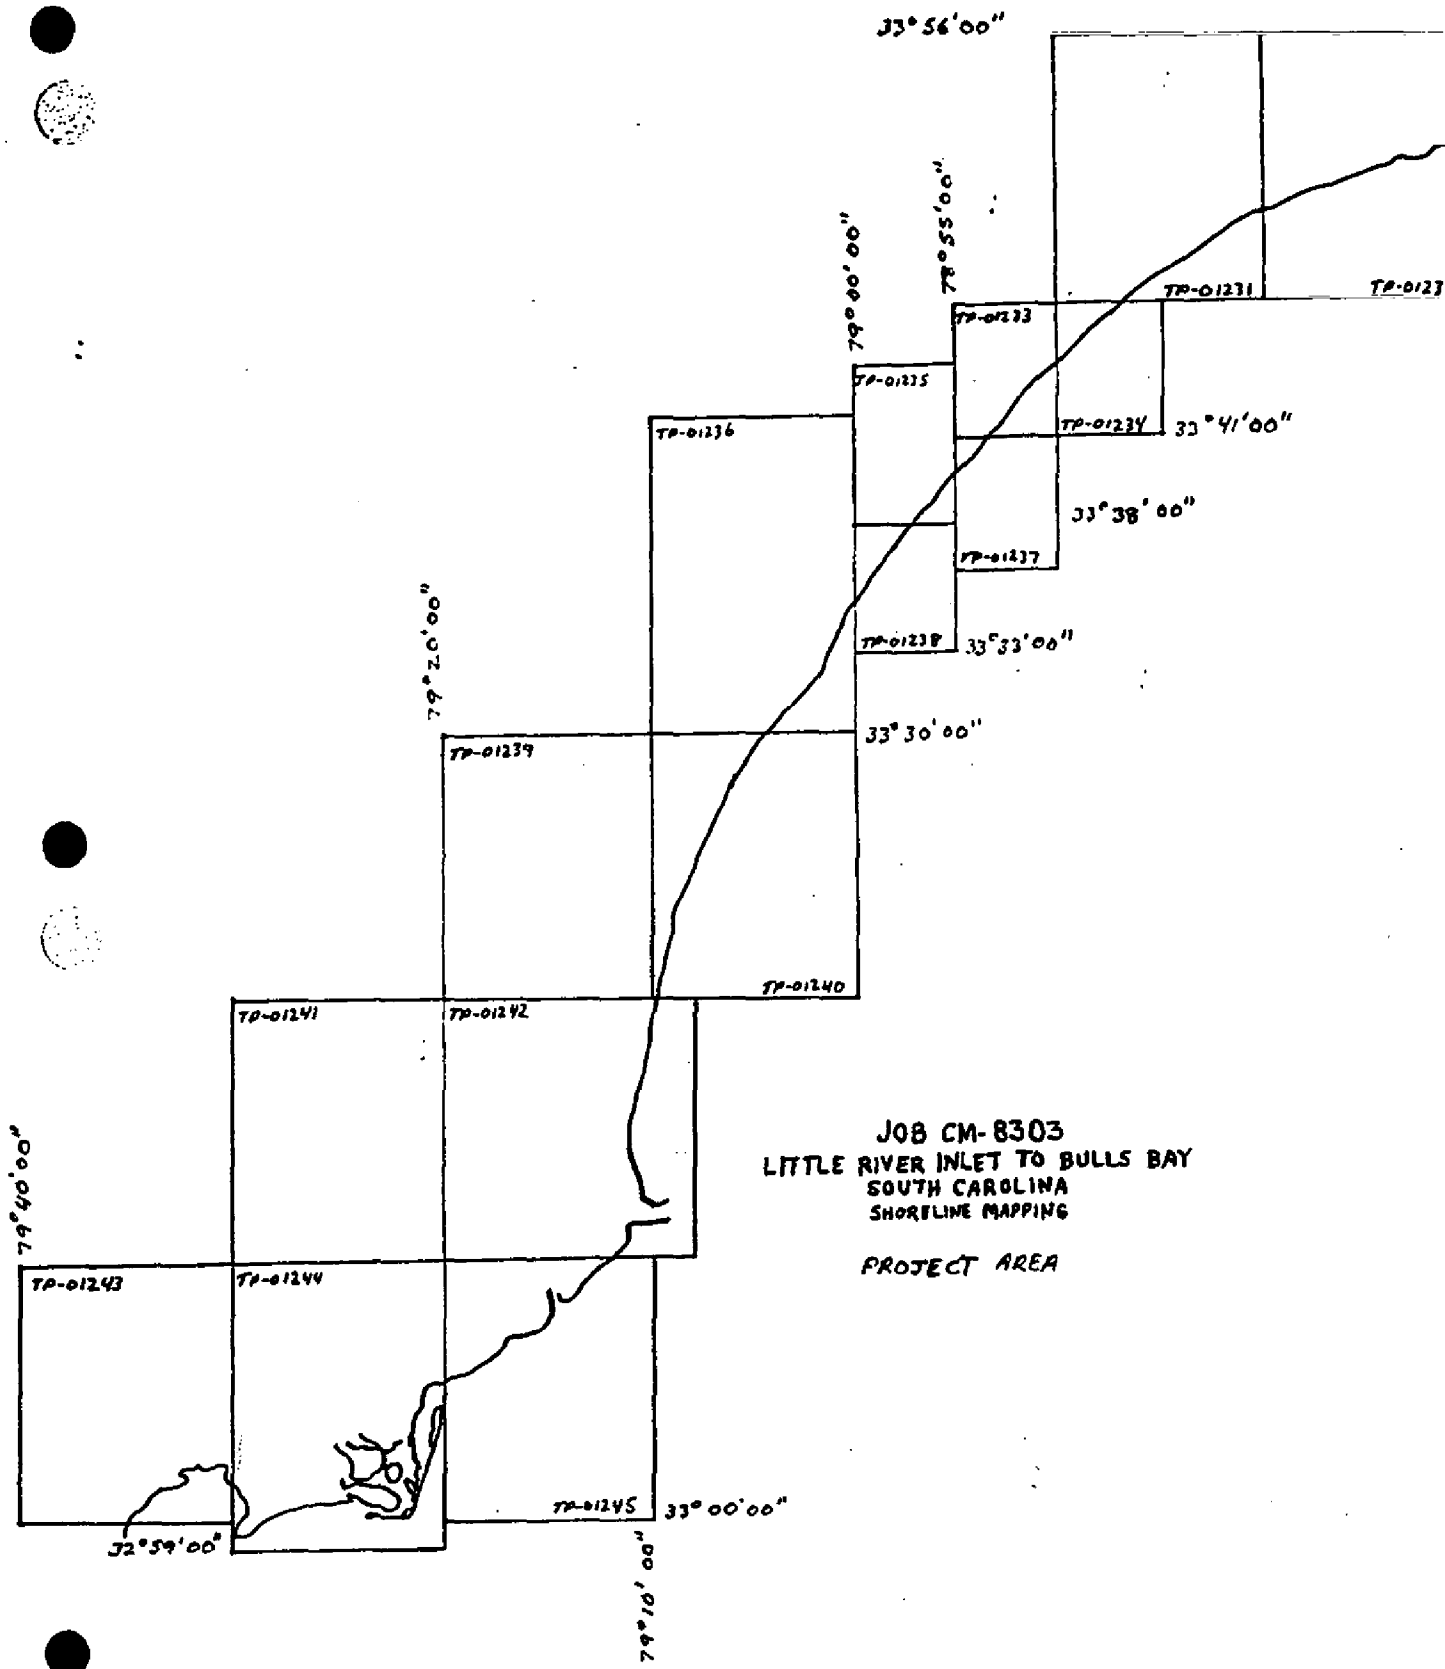 33°56'00"
78°55'00"
79°00'00"
TP-01231
TP-0123
TP-01233
TP-01235
TP-01236
TP-01234
33°41'00"
33°38'00"
TP-01237
TP-01238
33°33'00"
79°20'00"
33°30'00"
TP-01239
TP-01240
TP-01241
TP-01242
JOB CM-8303
LITTLE RIVER INLET TO BULLS BAY
SOUTH CAROLINA
SHORELINE MAPPING
PROJECT AREA
79°40'00"
TP-01243
TP-01244
TP-01245
33°00'00"
32°59'00"
79°10'00"